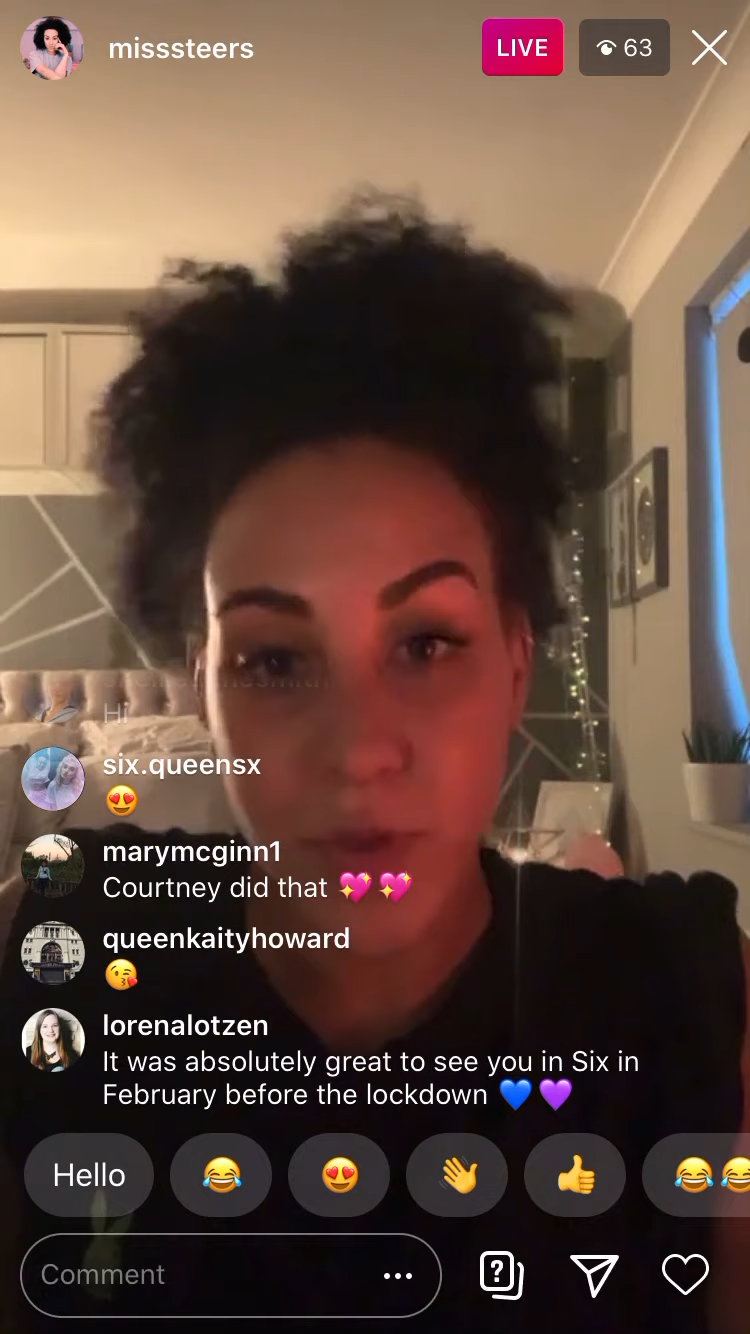 misssteers
LIVE
63
Hi
six.queensx
😍
marymcginn1
Courtney did that 💖💖
queenkaityhoward
😘
lorenalotzen
It was absolutely great to see you in Six in
February before the lockdown 💙💜
Hello 😂 😍 👋 👍 😂😂
Comment